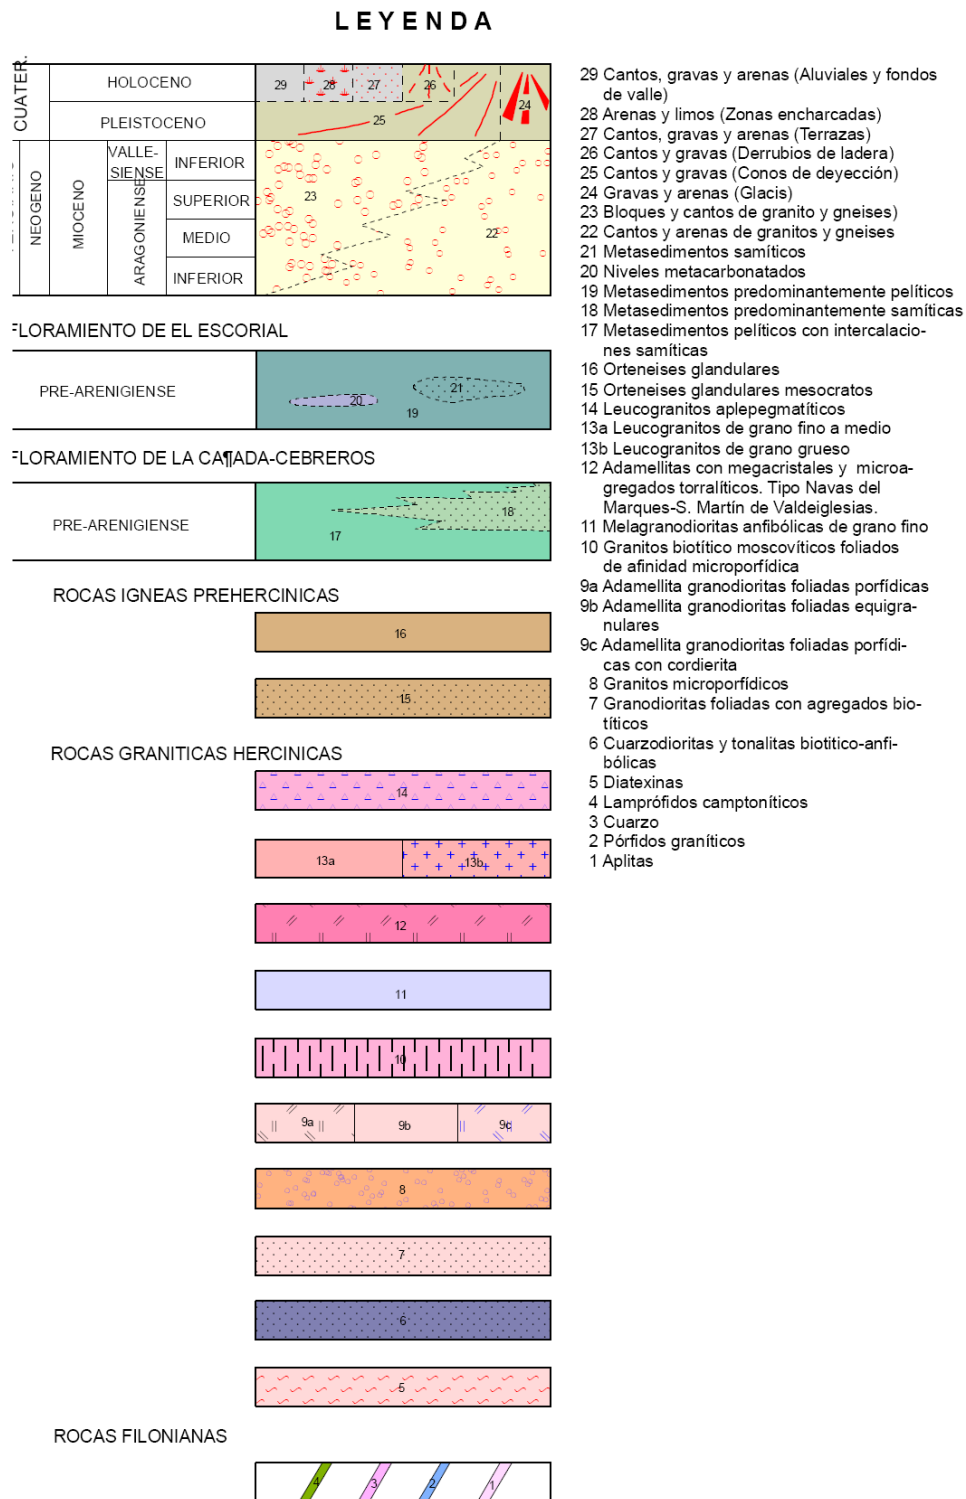 LEYENDA
CUATER.
HOLOCENO
PLEISTOCENO
NEOGENO
MIOCENO
VALLE-
SIENSE
ARAGONIENSE
INFERIOR
SUPERIOR
MEDIO
INFERIOR
29
28
27
26
25
24
23
22
FLORAMIENTO DE EL ESCORIAL
PRE-ARENIGIENSE
21
20
19
FLORAMIENTO DE LA CA¶ADA-CEBREROS
PRE-ARENIGIENSE
18
17
ROCAS IGNEAS PREHERCINICAS
16
15
ROCAS GRANITICAS HERCINICAS
14
13a
13b
12
11
10
9a
9b
9c
8
7
6
5
ROCAS FILONIANAS
4
3
2
1
29 Cantos, gravas y arenas (Aluviales y fondos
de valle)
28 Arenas y limos (Zonas encharcadas)
27 Cantos, gravas y arenas (Terrazas)
26 Cantos y gravas (Derrubios de ladera)
25 Cantos y gravas (Conos de deyección)
24 Gravas y arenas (Glacis)
23 Bloques y cantos de granito y gneises)
22 Cantos y arenas de granitos y gneises
21 Metasedimentos samíticos
20 Niveles metacarbonatados
19 Metasedimentos predominantemente pelíticos
18 Metasedimentos predominantemente samíticas
17 Metasedimentos pelíticos con intercalacio-
nes samíticas
16 Orteneises glandulares
15 Orteneises glandulares mesocratos
14 Leucogranitos aplepegmatíticos
13a Leucogranitos de grano fino a medio
13b Leucogranitos de grano grueso
12 Adamellitas con megacristales y microa-
gregados torralíticos. Tipo Navas del
Marques-S. Martín de Valdeiglesias.
11 Melagranodioritas anfibólicas de grano fino
10 Granitos biotítico moscovíticos foliados
de afinidad microporfídica
9a Adamellita granodioritas foliadas porfídicas
9b Adamellita granodioritas foliadas equigra-
nulares
9c Adamellita granodioritas foliadas porfídi-
cas con cordierita
8 Granitos microporfídicos
7 Granodioritas foliadas con agregados bio-
títicos
6 Cuarzodioritas y tonalitas biotitico-anfi-
bólicas
5 Diatexinas
4 Lamprófidos camptoníticos
3 Cuarzo
2 Pórfidos graníticos
1 Aplitas